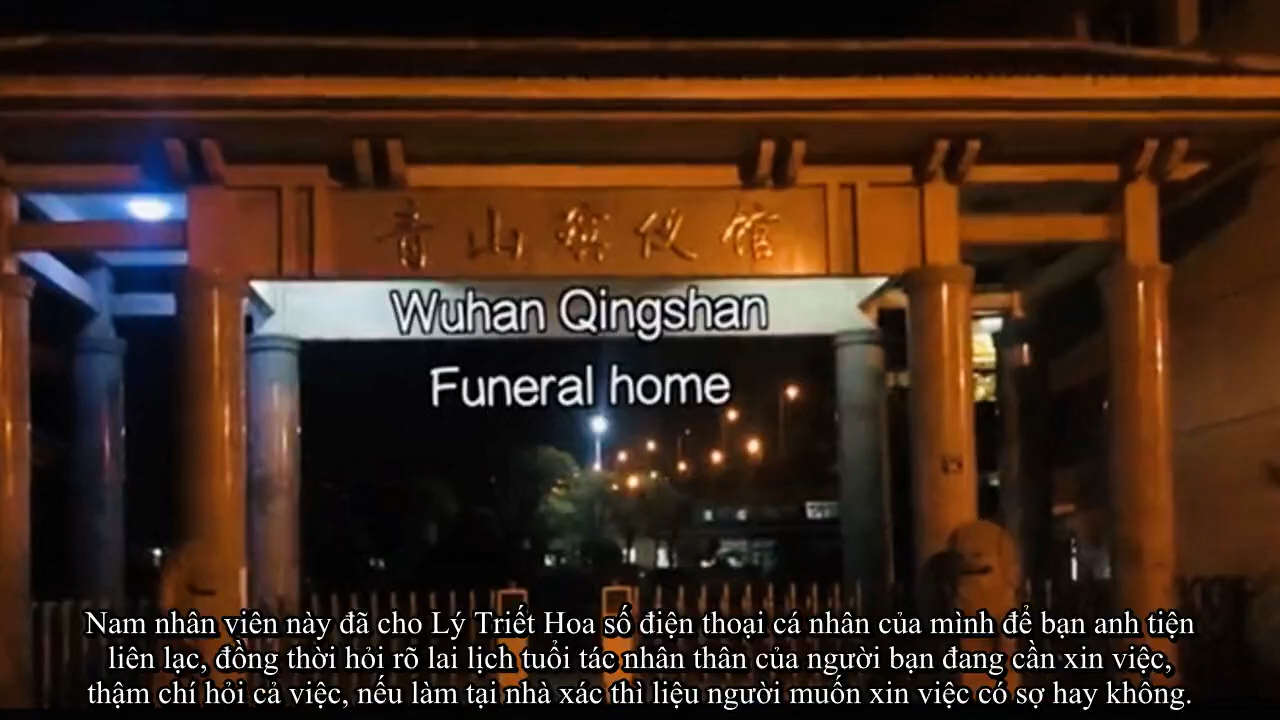 青山殡仪馆
Wuhan Qingshan
Funeral home
Nam nhân viên này đã cho Lý Triết Hoa số điện thoại cá nhân của mình để bạn anh tiện
liên lạc, đồng thời hỏi rõ lai lịch tuổi tác nhân thân của người bạn đang cần xin việc,
thậm chí hỏi cả việc, nếu làm tại nhà xác thì liệu người muốn xin việc có sợ hay không.